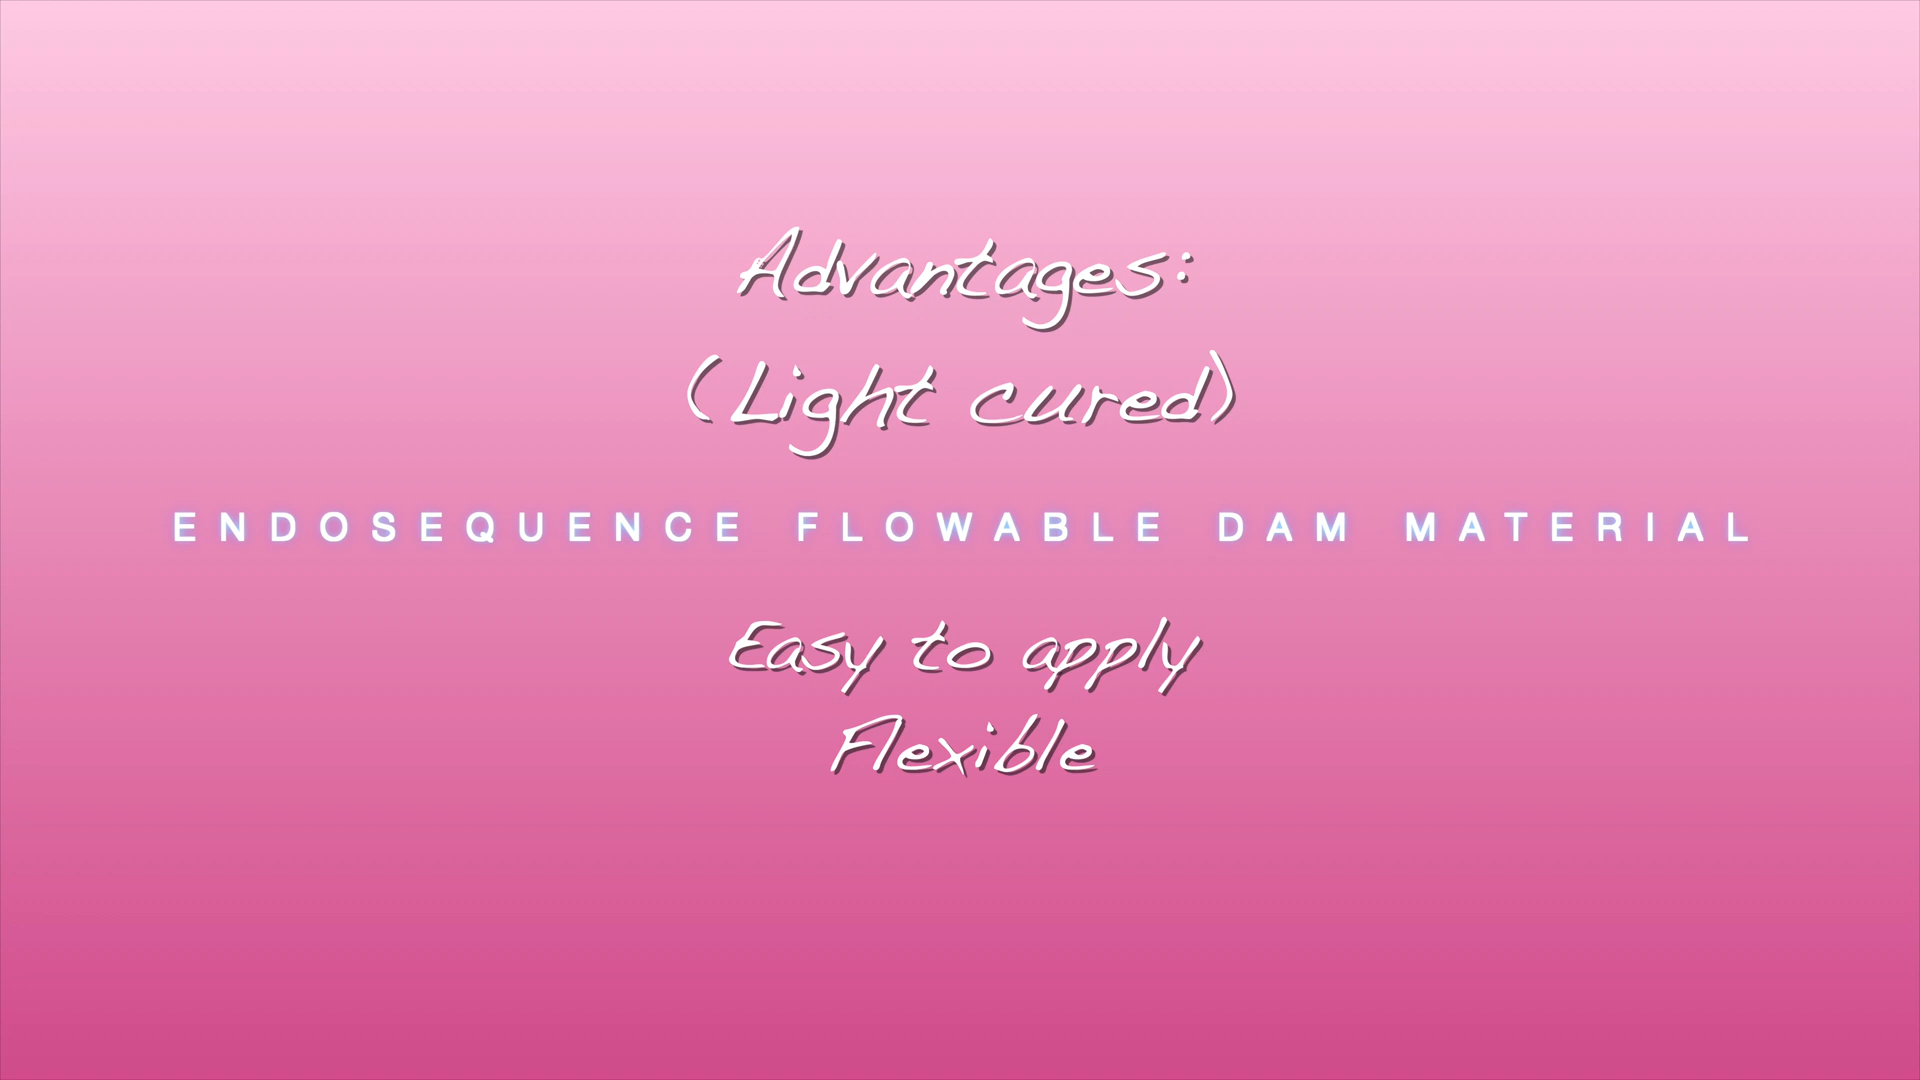 Advantages:
(Light cured)
ENDOSEQUENCE FLOWABLE DAM MATERIAL
Easy to apply
Flexible